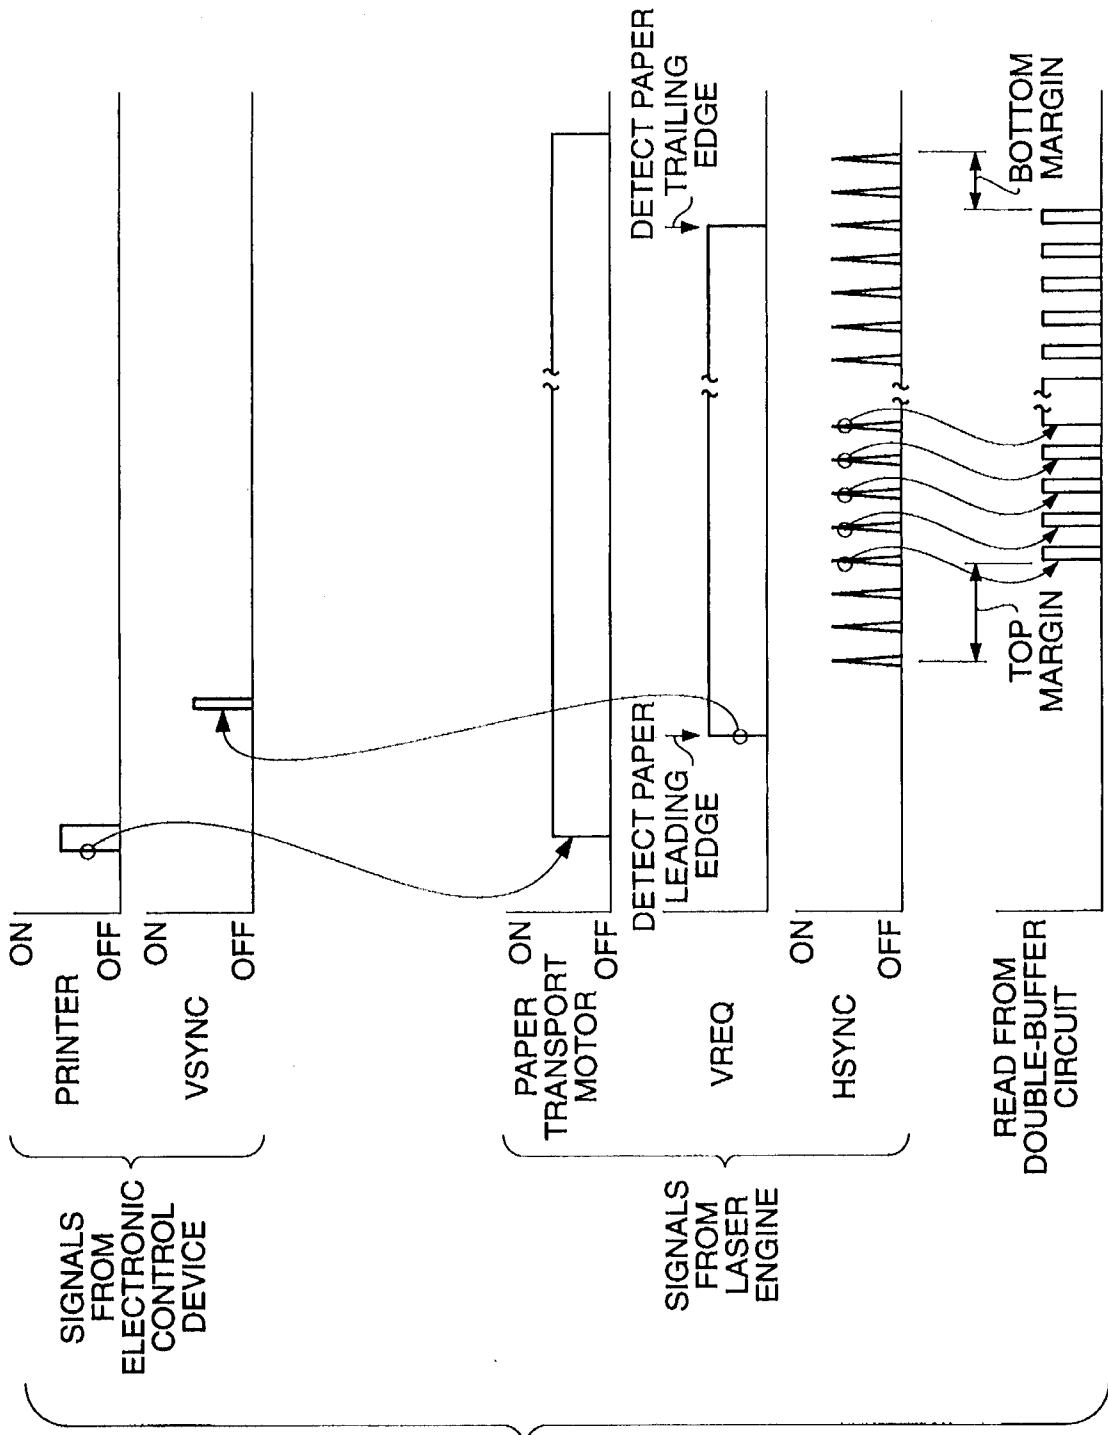 SIGNALS
FROM
ELECTRONIC
CONTROL
DEVICE
PRINTER
ON
OFF
VSYNC
ON
OFF
SIGNALS
FROM
LASER
ENGINE
PAPER
TRANSPORT
MOTOR
ON
OFF
VREQ
DETECT PAPER
LEADING
EDGE
DETECT PAPER
TRAILING
EDGE
HSYNC
ON
OFF
TOP
MARGIN
BOTTOM
MARGIN
READ FROM
DOUBLE-BUFFER
CIRCUIT